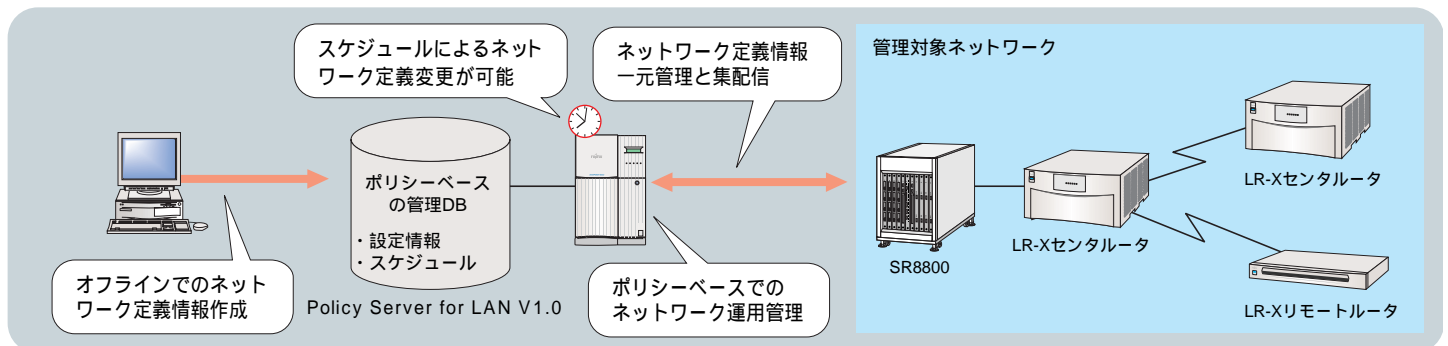 スケジュールによるネット
ワーク定義変更が可能
ネットワーク定義情報
一元管理と集配信
管理対象ネットワーク
ポリシーベース
の管理DB
・設定情報
・スケジュール
オフラインでのネット
ワーク定義情報作成
Policy Server for LAN V1.0
ポリシーベースでの
ネットワーク運用管理
SR8800
LR-Xセンタルータ
LR-Xセンタルータ
LR-Xリモートルータ